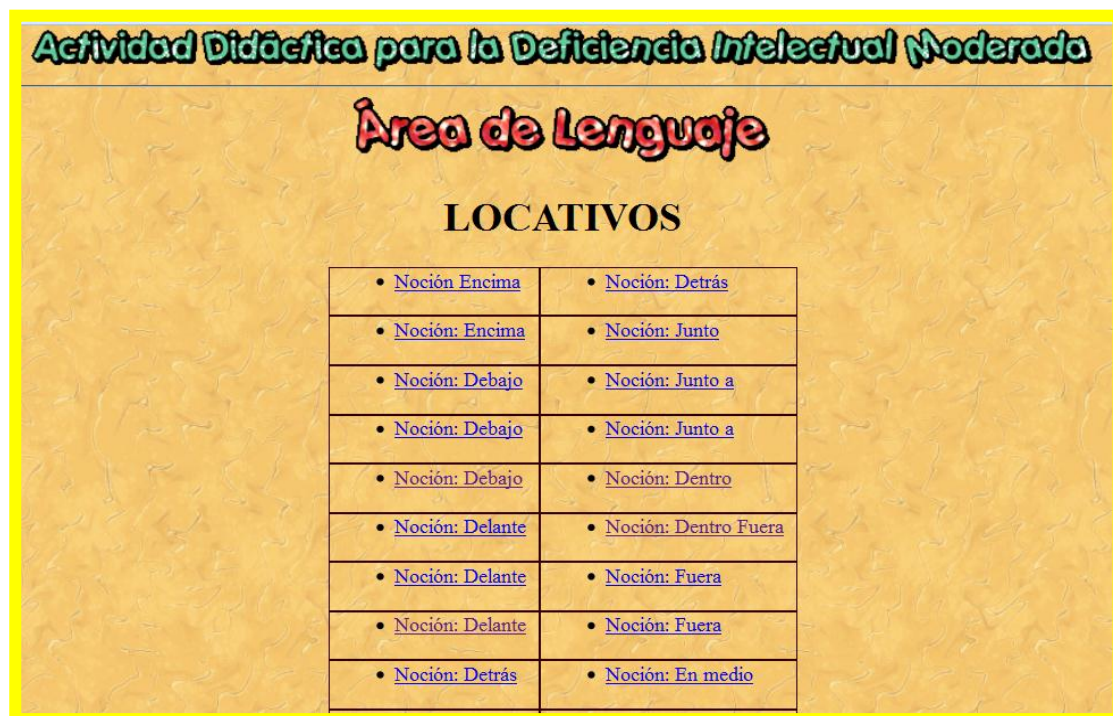 Actividad Didáctica para la Deficiencia Intelectual Moderada
Área de Lenguaje
LOCATIVOS
• Noción Encima • Noción: Detrás
• Noción: Encima • Noción: Junto
• Noción: Debajo • Noción: Junto a
• Noción: Debajo • Noción: Junto a
• Noción: Debajo • Noción: Dentro
• Noción: Delante • Noción: Dentro Fuera
• Noción: Delante • Noción: Fuera
• Noción: Delante • Noción: Fuera
• Noción: Detrás • Noción: En medio